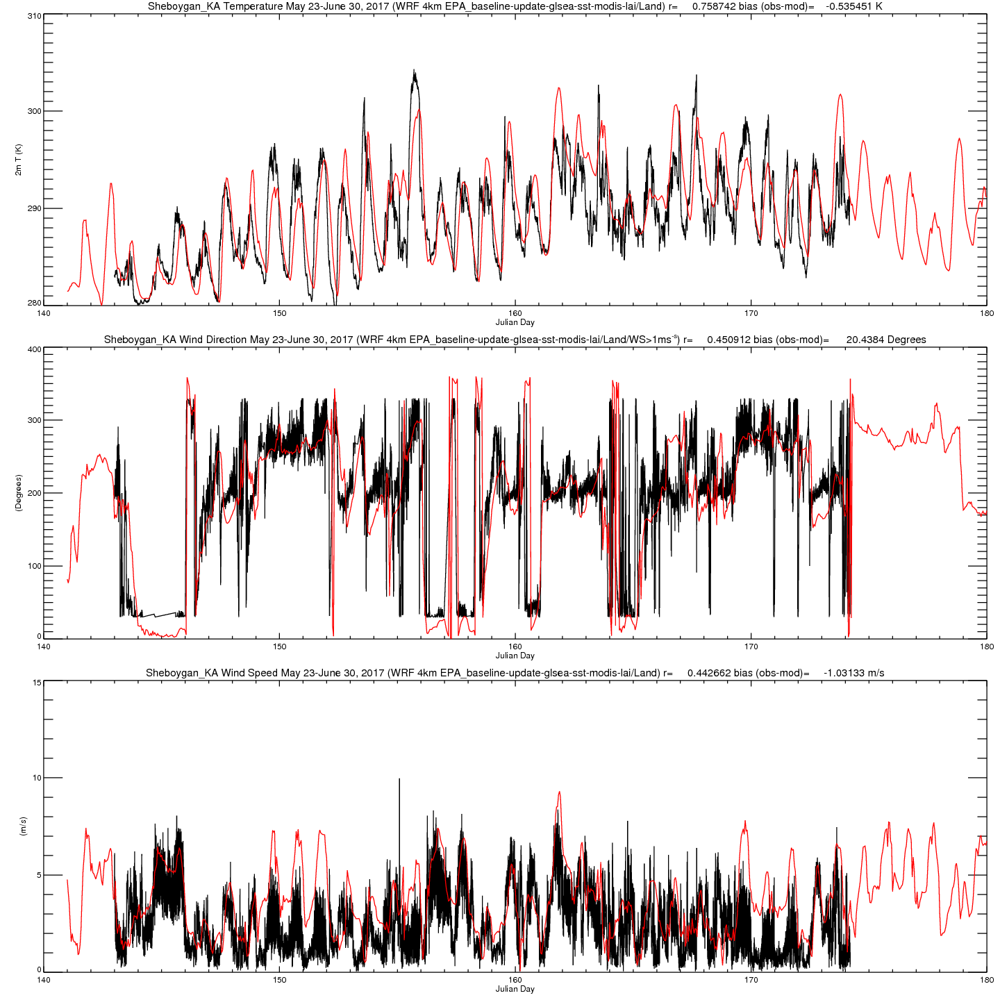 Sheboygan_KA Temperature May 23-June 30, 2017 (WRF 4km EPA_baseline-update-glsea-sst-modis-lai/Land) r= 0.758742 bias (obs-mod)= -0.535451 K
310
300
290
280
2m T (K)
140 150 160 170 180
Julian Day
Sheboygan_KA Wind Direction May 23-June 30, 2017 (WRF 4km EPA_baseline-update-glsea-sst-modis-lai/Land/WS>1ms-s) r= 0.450912 bias (obs-mod)= 20.4384 Degrees
400
300
200
100
0
(Degrees)
140 150 160 170 180
Julian Day
Sheboygan_KA Wind Speed May 23-June 30, 2017 (WRF 4km EPA_baseline-update-glsea-sst-modis-lai/Land) r= 0.442662 bias (obs-mod)= -1.03133 m/s
15
10
5
0
(m/s)
140 150 160 170 180
Julian Day